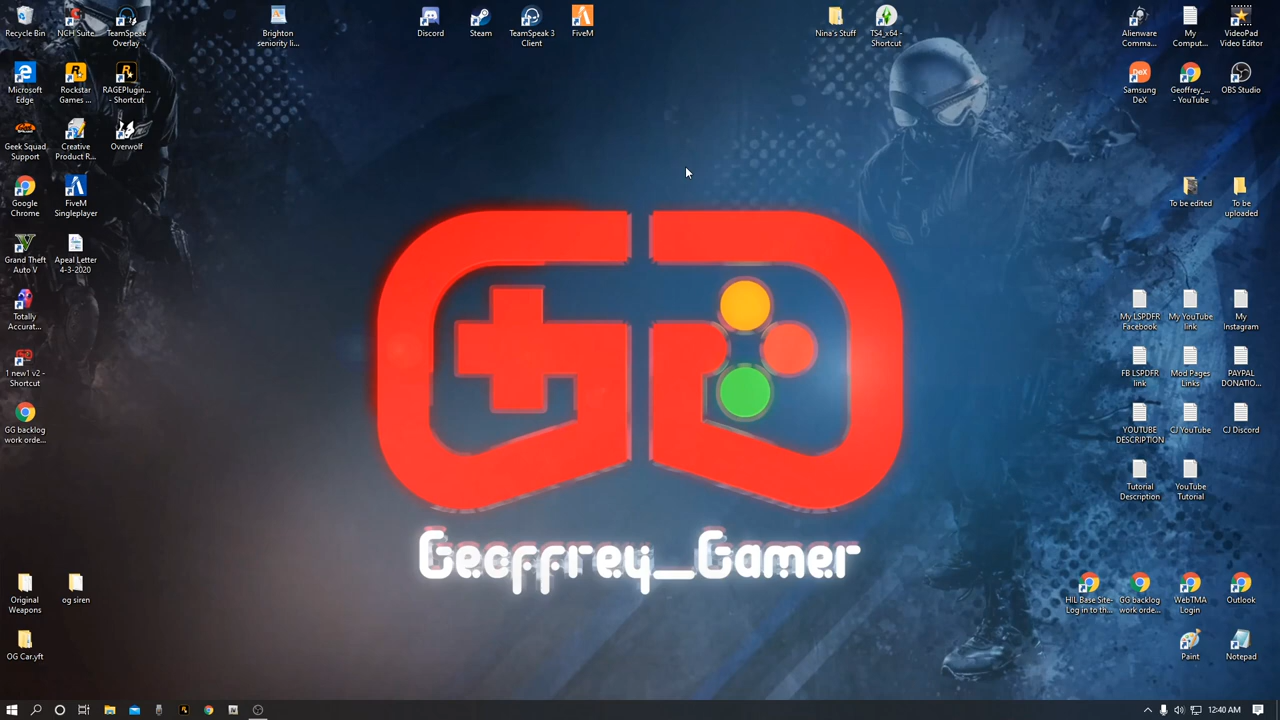 Recycle Bin
NCH Suite
TeamSpeak
Overlay
Brighton
seniority li...
Discord
Steam
TeamSpeak 3
Client
FiveM
Nina's Stuff
TS4_x64 -
Shortcut
Alienware
Comma...
My
Comput...
VideoPad
Video Editor
Microsoft
Edge
Rockstar
Games ...
RAGEPlugin...
- Shortcut
Samsung
DeX
Geoffrey_...
- YouTube
OBS Studio
Geek Squad
Support
Creative
Product R...
Overwolf
Google
Chrome
FiveM
Singleplayer
To be edited
To be
uploaded
Grand Theft
Auto V
Apeal Letter
4-3-2020
Totally
Accurat...
My LSPDFR
Facebook
My YouTube
link
My
Instagram
1 new1 v2 -
Shortcut
FB LSPDFR
link
Mod Pages
Links
PAYPAL
DONATIO...
GG backlog
work orde...
YOUTUBE
DESCRIPTION
CJ YouTube
CJ Discord
Tutorial
Description
YouTube
Tutorial
Geoffrey_Gamer
Original
Weapons
og siren
HIL Base Site-
Log in to th...
GG backlog
work orde...
WebTMA
Login
Outlook
OG Car.yft
Paint
Notepad
12:40 AM